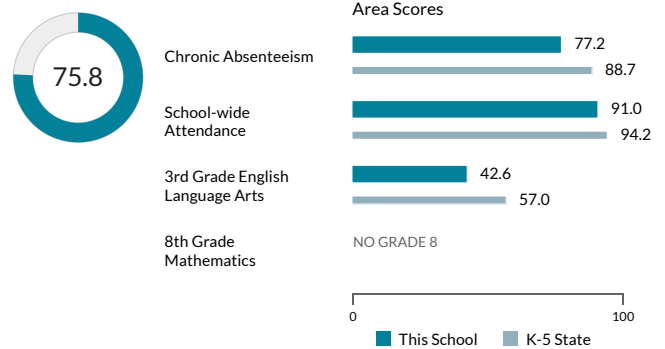 Area Scores
75.8
Chronic Absenteeism
77.2
88.7
School-wide
Attendance
91.0
94.2
3rd Grade English
Language Arts
42.6
57.0
8th Grade
Mathematics
NO GRADE 8
0
100
This School
K-5 State